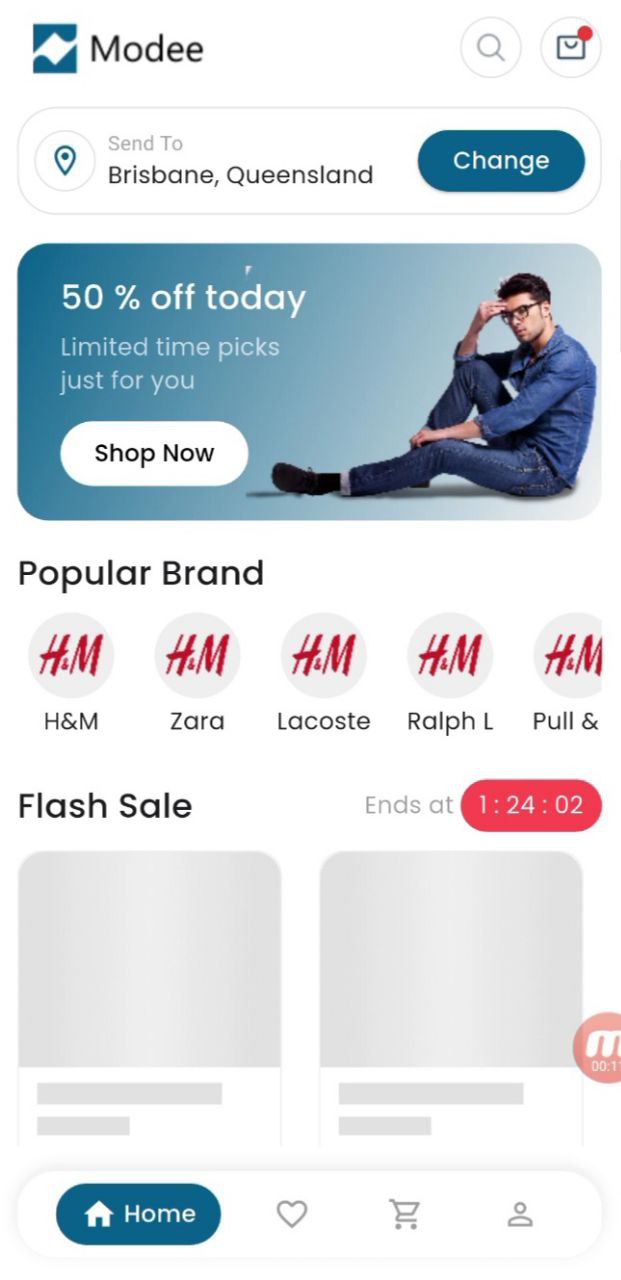 Modee
Send To
Brisbane, Queensland
Change
50 % off today
Limited time picks
just for you
Shop Now
Popular Brand
H&M H&M H&M H&M H&M
H&M Zara Lacoste Ralph L Pull &
Flash Sale
Ends at 1 : 24 : 02
m
00:11
Home